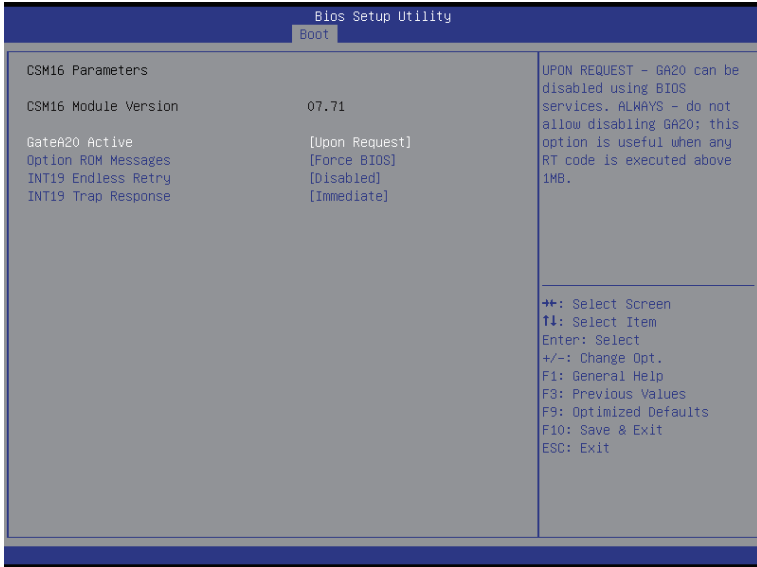 Bios Setup Utility
Boot
CSM16 Parameters
CSM16 Module Version 07.71
GateA20 Active [Upon Request]
Option ROM Messages [Force BIOS]
INT19 Endless Retry [Disabled]
INT19 Trap Response [Immediate]
UPON REQUEST – GA20 can be
disabled using BIOS
services. ALWAYS – do not
allow disabling GA20; this
option is useful when any
RT code is executed above
1MB.
→←: Select Screen
↑↓: Select Item
Enter: Select
+/-: Change Opt.
F1: General Help
F3: Previous Values
F9: Optimized Defaults
F10: Save & Exit
ESC: Exit